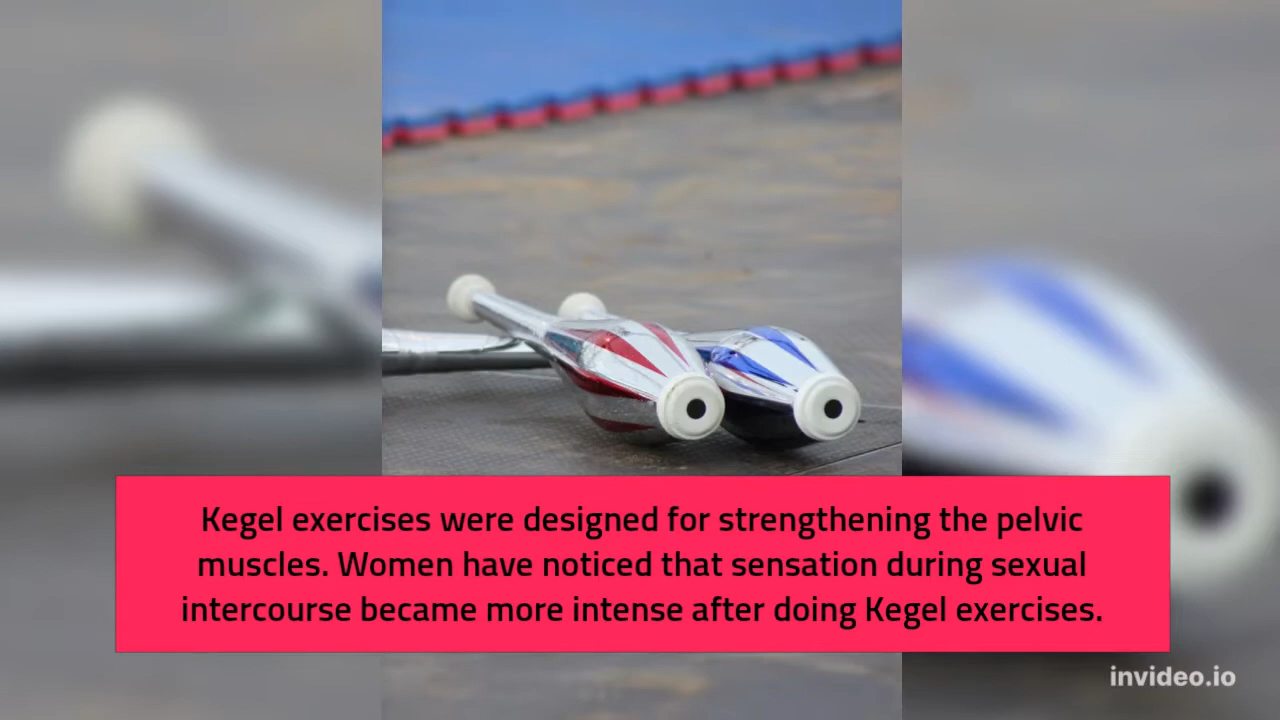 Kegel exercises were designed for strengthening the pelvic
muscles. Women have noticed that sensation during sexual
intercourse became more intense after doing Kegel exercises.
invideo.io